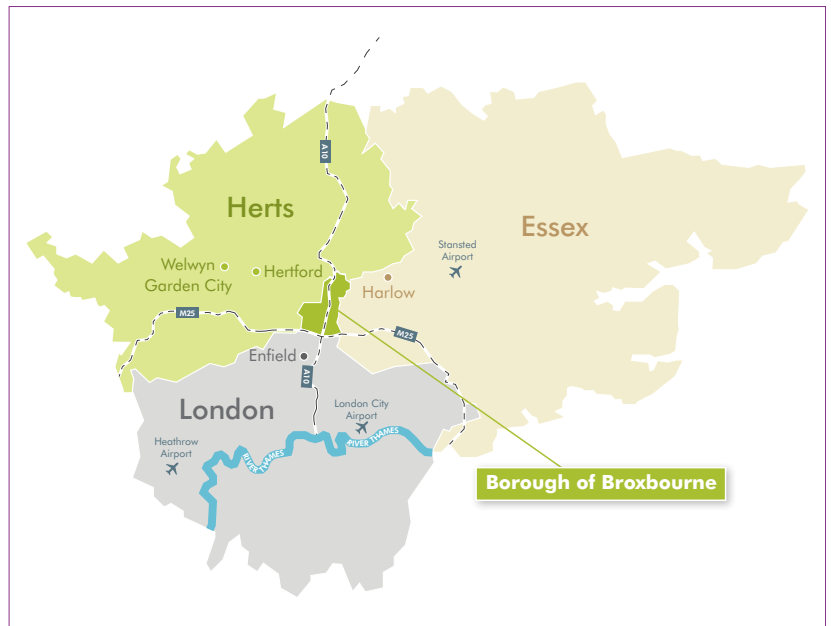 A10
Herts
Essex
Stansted
Airport
Welwyn
Garden City
Hertford
Harlow
M25
M25
Enfield
A10
London
London City
Airport
Heathrow
Airport
RIVER THAMES
RIVER THAMES
Borough of Broxbourne